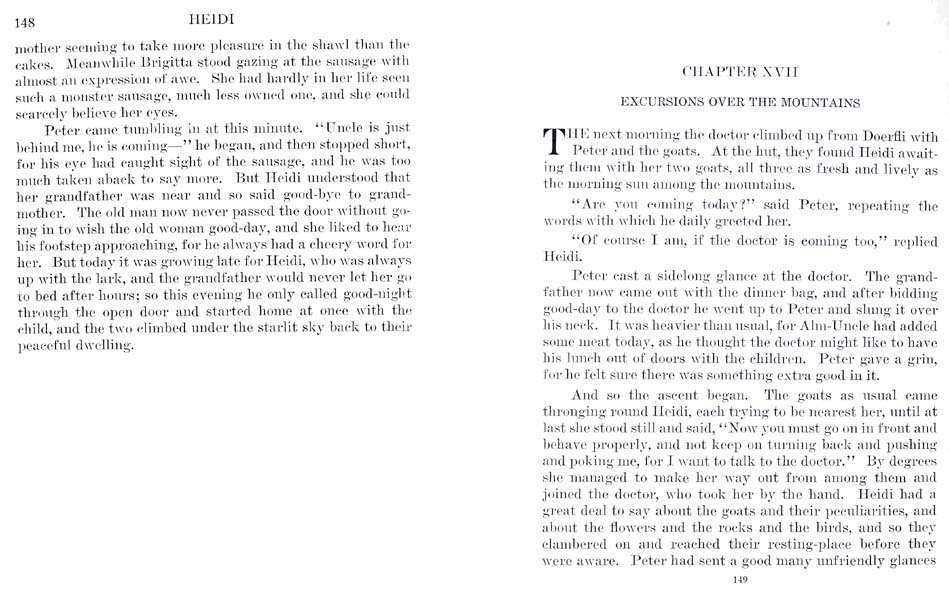 148
HEIDI
mother seeming to take more pleasure in the shawl than the
cakes. Meanwhile Brigitta stood gazing at the sausage with
almost an expression of awe. She had hardly in her life seen
such a monster sausage, much less owned one, and she could
scarcely believe her eyes.
Peter came tumbling in at this minute. “Uncle is just
behind me, he is coming—” he began, and then stopped short,
for his eye had caught sight of the sausage, and he was too
much taken aback to say more. But Heidi understood that
her grandfather was near and so said good-bye to grand-
mother. The old man now never passed the door without go-
ing in to wish the old woman good-day, and she liked to hear
his footstep approaching, for he always had a cheery word for
her. But today it was growing late for Heidi, who was always
up with the lark, and the grandfather would never let her go
to bed after hours; so this evening he only called good-night
through the open door and started home at once with the
child, and the two climbed under the starlit sky back to their
peaceful dwelling.
CHAPTER XVII
EXCURSIONS OVER THE MOUNTAINS
THE next morning the doctor climbed up from Doerfli with
Peter and the goats. At the hut, they found Heidi await-
ing them with her two goats, all three as fresh and lively as
the morning sun among the mountains.
“Are you coming today?” said Peter, repeating the
words with which he daily greeted her.
“Of course I am, if the doctor is coming too,” replied
Heidi.
Peter cast a sidelong glance at the doctor. The grand-
father now came out with the dinner bag, and after bidding
good-day to the doctor he went up to Peter and slung it over
his neck. It was heavier than usual, for Alm-Uncle had added
some meat today, as he thought the doctor might like to have
his lunch out of doors with the children. Peter gave a grin,
for he felt sure there was something extra good in it.
And so the ascent began. The goats as usual came
thronging round Heidi, each trying to be nearest her, until at
last she stood still and said, “Now you must go on in front and
behave properly, and not keep on turning back and pushing
and poking me, for I want to talk to the doctor.” By degrees
she managed to make her way out from among them and
joined the doctor, who took her by the hand. Heidi had a
great deal to say about the goats and their peculiarities, and
about the flowers and the rocks and the birds, and so they
clambered on and reached their resting-place before they
were aware. Peter had sent a good many unfriendly glances
149